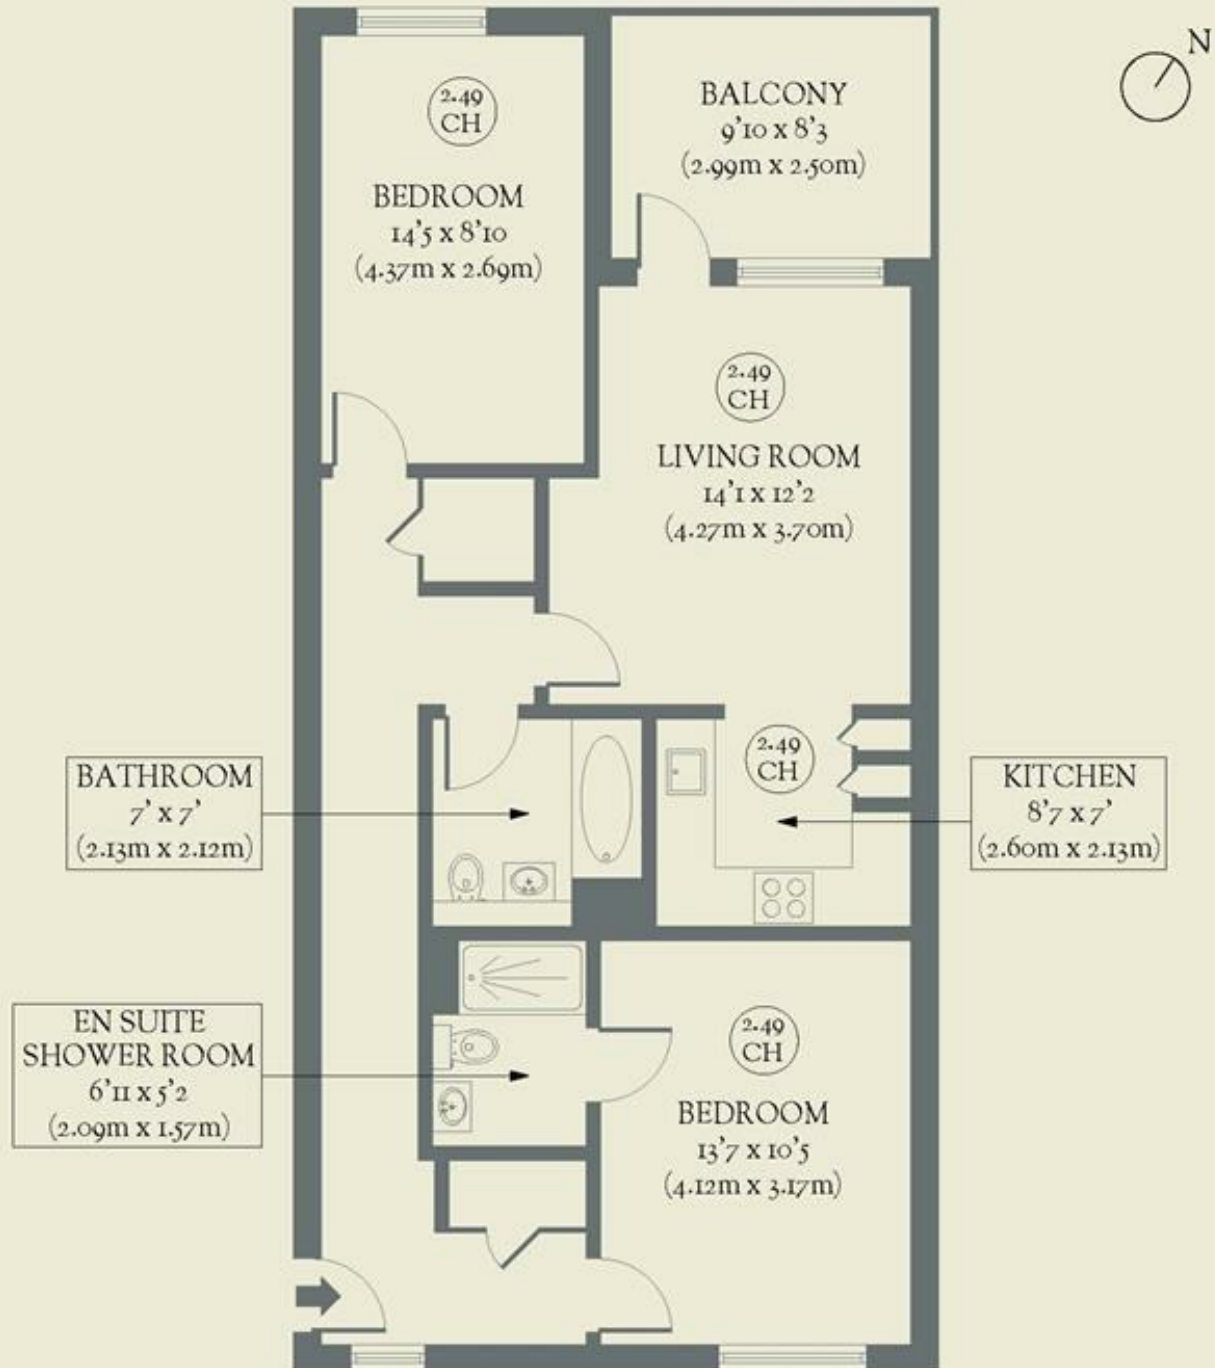 N
2.49
CH
BEDROOM
14'5 x 8'10
(4.37m x 2.69m)
BALCONY
9'10 x 8'3
(2.99m x 2.50m)
2.49
CH
LIVING ROOM
14'1 x 12'2
(4.27m x 3.70m)
BATHROOM
7' x 7'
(2.13m x 2.12m)
2.49
CH
KITCHEN
8'7 x 7'
(2.60m x 2.13m)
EN SUITE
SHOWER ROOM
6'11 x 5'2
(2.09m x 1.57m)
2.49
CH
BEDROOM
13'7 x 10'5
(4.12m x 3.17m)